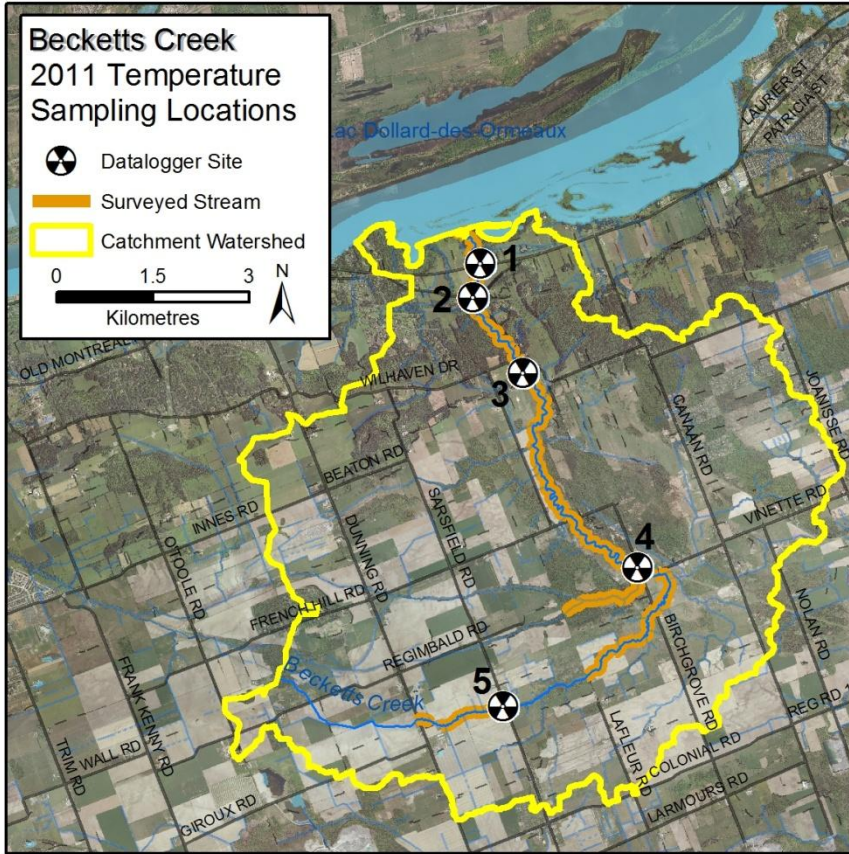 Becketts Creek
2011 Temperature
Sampling Locations
Datalogger Site
Surveyed Stream
Catchment Watershed
0 1.5 3
Kilometres
N
Lac Dollard-des-Ormeaux
LAURIER ST
PATRICIA ST
1
2
OLD MONTREAL
WILHAVEN DR
3
CANAAN RD
JOANISSE RD
BEATON RD
INNES RD
SARSFIELD RD
VINETTE RD
DUNNING RD
OTOOLE RD
4
FRENCH HILL RD
REGIMBALD RD
BIRCHGROVE RD
NOLAN RD
Becketts Creek
5
FRANK KENNY RD
TRIM RD
WALL RD
LAFLEUR RD
REG RD 1
COLONIAL RD
GIROUX RD
LARMOURS RD